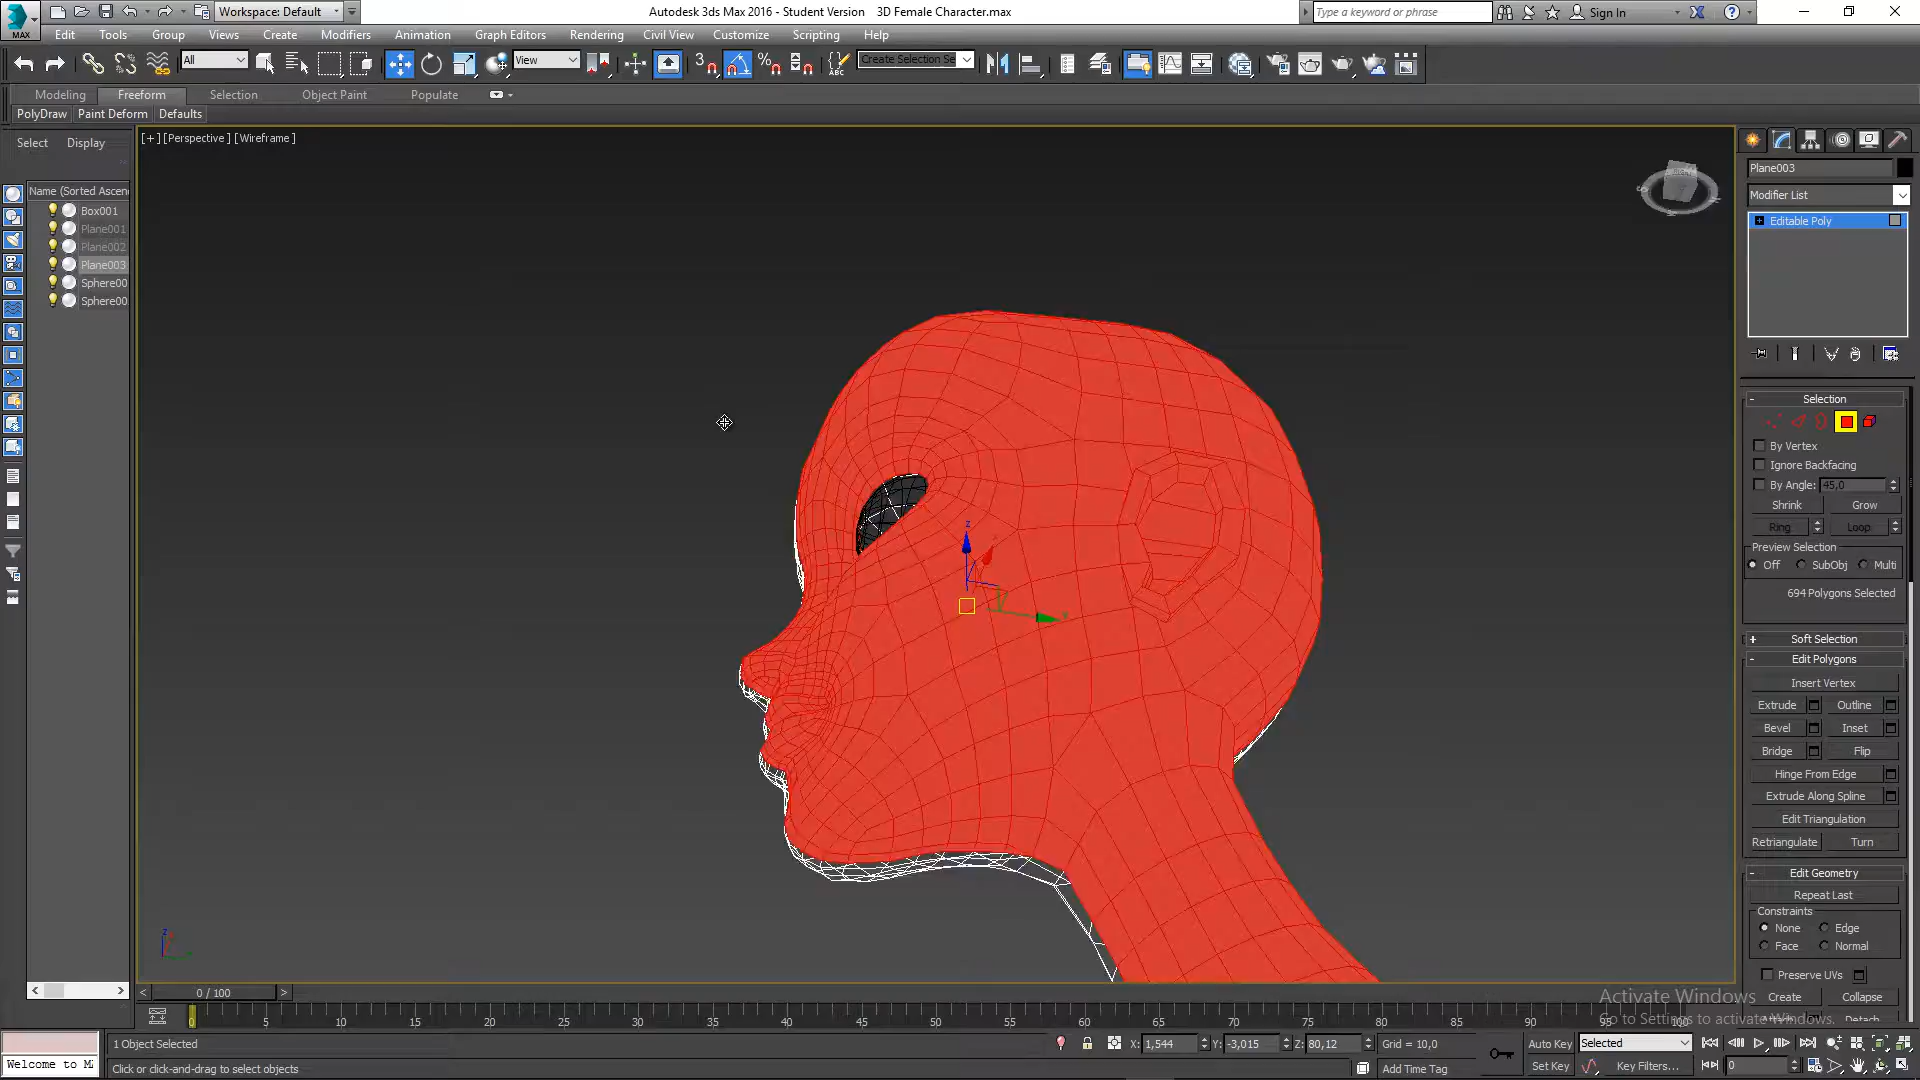 Workspace: Default
Autodesk 3ds Max 2016 - Student Version    3D Female Character.max
Type a keyword or phrase
Sign In
MAX
Edit Tools Group Views Create Modifiers Animation Graph Editors Rendering Civil View Customize Scripting Help
All
View
3
ABC
Create Selection Se
Modeling Freeform Selection Object Paint Populate
PolyDraw Paint Deform Defaults
Select Display
[+] [Perspective] [Wireframe]
Name (Sorted Ascen
Box001
Plane001
Plane002
Plane003
Sphere00
Sphere00
Plane003
Modifier List
Editable Poly
Selection
By Vertex
Ignore Backfacing
By Angle: 45,0
Shrink Grow
Ring Loop
Preview Selection
Off SubObj Multi
694 Polygons Selected
Soft Selection
Edit Polygons
Insert Vertex
Extrude Outline
Bevel Inset
Bridge Flip
Hinge From Edge
Extrude Along Spline
Edit Triangulation
Retriangulate Turn
Edit Geometry
Repeat Last
Constraints
None Edge
Face Normal
Preserve UVs
Create Collapse
Detach
z
z
Activate Windows
Go to Settings to activate Windows.
< 0 / 100 >
0 5 10 15 20 25 30 35 40 45 50 55 60 65 70 75 80 85 90 95 100
1 Object Selected
X: 1,544 Y: -3,015 Z: 80,12 Grid = 10,0
Auto Key Selected
Welcome to M
Click or click-and-drag to select objects
Add Time Tag
Set Key Key Filters... 0